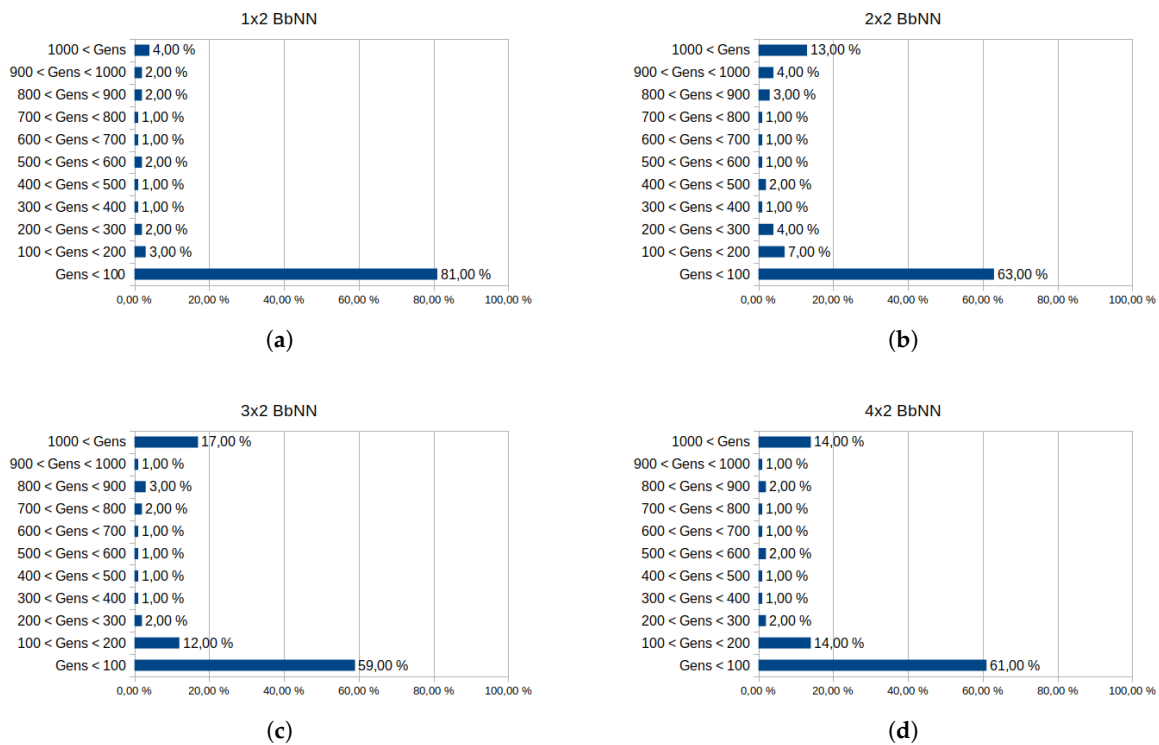 1x2 BbNN
1000 < Gens 4,00 %
900 < Gens < 1000 2,00 %
800 < Gens < 900 2,00 %
700 < Gens < 800 1,00 %
600 < Gens < 700 1,00 %
500 < Gens < 600 2,00 %
400 < Gens < 500 1,00 %
300 < Gens < 400 1,00 %
200 < Gens < 300 2,00 %
100 < Gens < 200 3,00 %
Gens < 100 81,00 %
0,00 % 20,00 % 40,00 % 60,00 % 80,00 % 100,00 %
(a)
2x2 BbNN
1000 < Gens 13,00 %
900 < Gens < 1000 4,00 %
800 < Gens < 900 3,00 %
700 < Gens < 800 1,00 %
600 < Gens < 700 1,00 %
500 < Gens < 600 1,00 %
400 < Gens < 500 2,00 %
300 < Gens < 400 1,00 %
200 < Gens < 300 4,00 %
100 < Gens < 200 7,00 %
Gens < 100 63,00 %
0,00 % 20,00 % 40,00 % 60,00 % 80,00 % 100,00 %
(b)
3x2 BbNN
1000 < Gens 17,00 %
900 < Gens < 1000 1,00 %
800 < Gens < 900 3,00 %
700 < Gens < 800 2,00 %
600 < Gens < 700 1,00 %
500 < Gens < 600 1,00 %
400 < Gens < 500 1,00 %
300 < Gens < 400 1,00 %
200 < Gens < 300 2,00 %
100 < Gens < 200 12,00 %
Gens < 100 59,00 %
0,00 % 20,00 % 40,00 % 60,00 % 80,00 % 100,00 %
(c)
4x2 BbNN
1000 < Gens 14,00 %
900 < Gens < 1000 1,00 %
800 < Gens < 900 2,00 %
700 < Gens < 800 1,00 %
600 < Gens < 700 1,00 %
500 < Gens < 600 2,00 %
400 < Gens < 500 1,00 %
300 < Gens < 400 1,00 %
200 < Gens < 300 2,00 %
100 < Gens < 200 14,00 %
Gens < 100 61,00 %
0,00 % 20,00 % 40,00 % 60,00 % 80,00 % 100,00 %
(d)